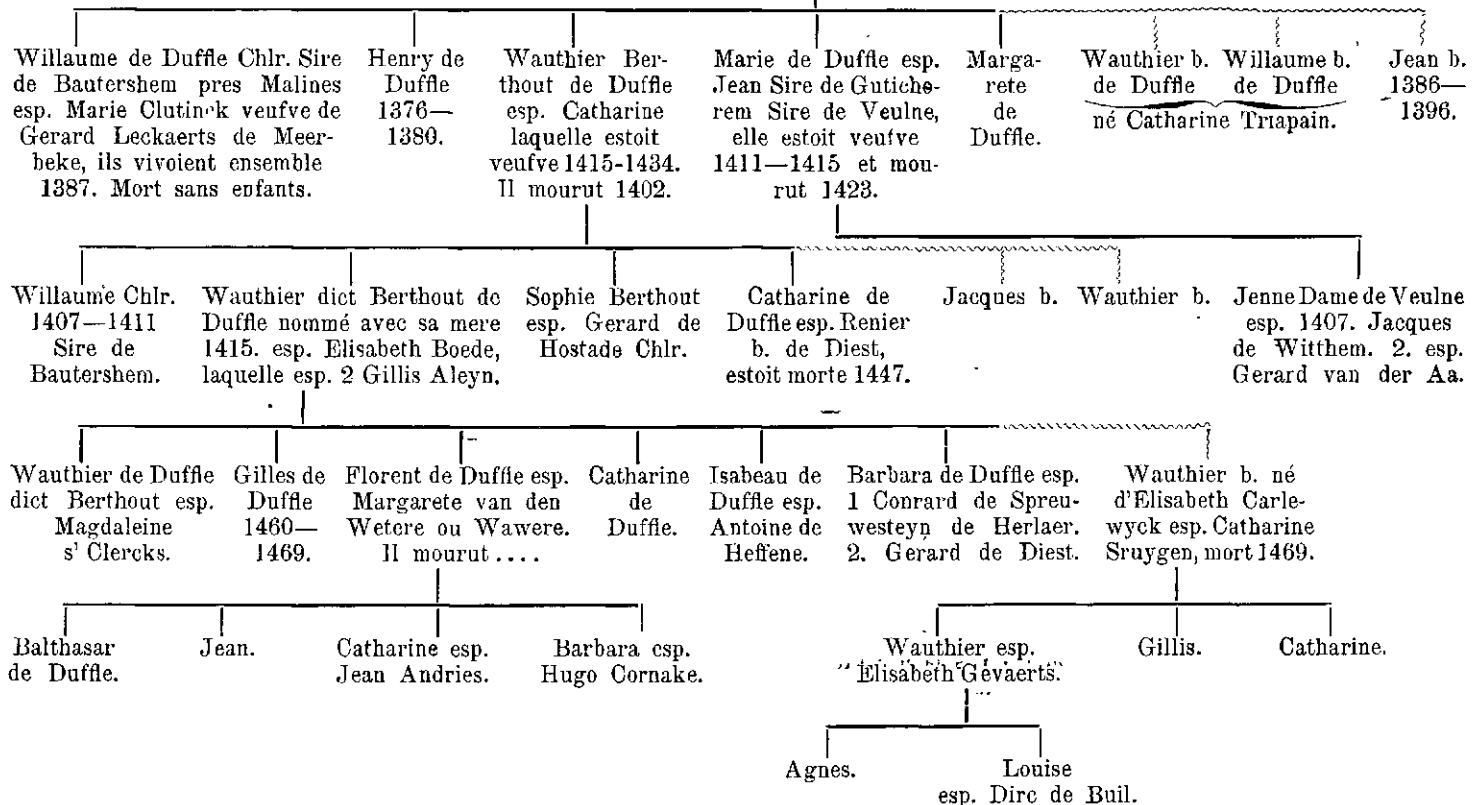 Willaume de Duffle Chlr. Sire
de Bautershem pres Malines
esp. Marie Clutinck veufve de
Gerard Leckaerts de Meer-
beke, ils vivoient ensemble
1387. Mort sans enfants.
Henry de
Duffle
1376—
1380.
Wauthier Ber-
thout de Duffle
esp. Catharine
laquelle estoit
veufve 1415-1434.
Il mourut 1402.
Marie de Duffle esp.
Jean Sire de Gutiche-
rem Sire de Veulne,
elle estoit veufve
1411—1415 et mou-
rut 1423.
Marga-
rete
de
Duffle.
Wauthier b.
de Duffle
Willaume b.
de Duffle
né Catharine Triapain.
Jean b.
1386—
1396.
Willaume Chlr.
1407—1411
Sire de
Bautershem.
Wauthier dict Berthout de
Duffle nommé avec sa mere
1415. esp. Elisabeth Boede,
laquelle esp. 2 Gillis Aleyn.
Sophie Berthout
esp. Gerard de
Hostade Chlr.
Catharine de
Duffle esp. Renier
b. de Diest,
estoit morte 1447.
Jacques b.
Wauthier b.
Jenne Dame de Veulne
esp. 1407. Jacques
de Witthem. 2. esp.
Gerard van der Aa.
Wauthier de Duffle
dict Berthout esp.
Magdaleine
s' Clercks.
Gilles de
Duffle
1460—
1469.
Florent de Duffle esp.
Margarete van den
Wetere ou Wawere.
Il mourut ....
Catharine
de
Duffle.
Isabeau de
Duffle esp.
Antoine de
Heffene.
Barbara de Duffle esp.
1 Conrard de Spreu-
westeyn de Herlaer.
2. Gerard de Diest.
Wauthier b. né
d'Elisabeth Carle-
wyck esp. Catharine
Sruygen, mort 1469.
Balthasar
de Duffle.
Jean.
Catharine esp.
Jean Andries.
Barbara esp.
Hugo Cornake.
Wauthier esp.
Elisabeth Gevaerts.
Gillis.
Catharine.
Agnes.
Louise
esp. Dirc de Buil.